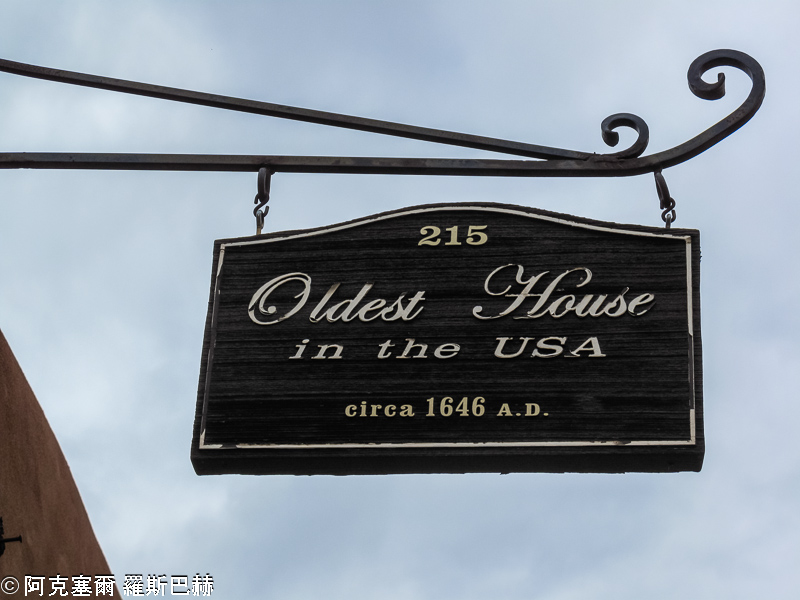 215
Oldest House
in the USA
circa 1646 A.D.
© 阿克塞爾 羅斯巴赫